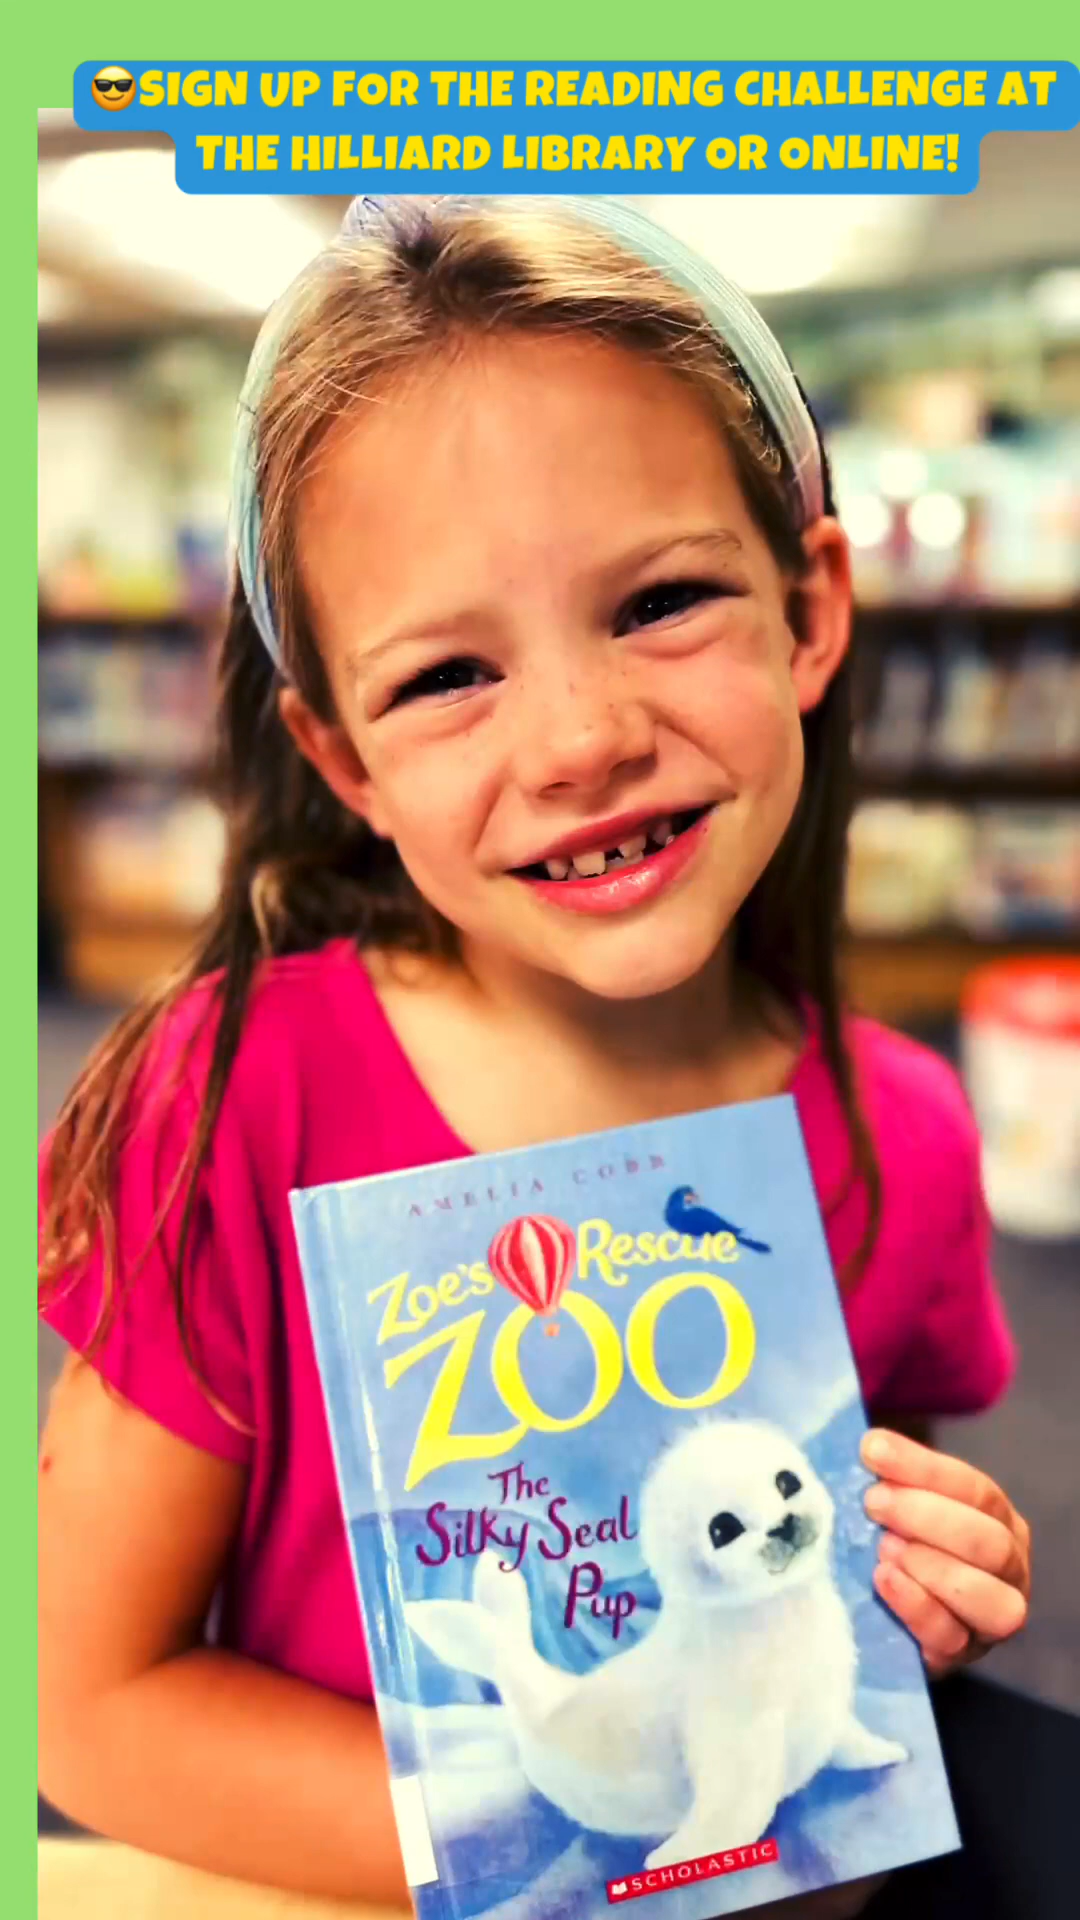 😎SIGN UP FOR THE READING CHALLENGE AT
THE HILLIARD LIBRARY OR ONLINE!
AMELIA COBB
Zoe's Rescue
ZOO
The
Silky Seal
Pup
SCHOLASTIC